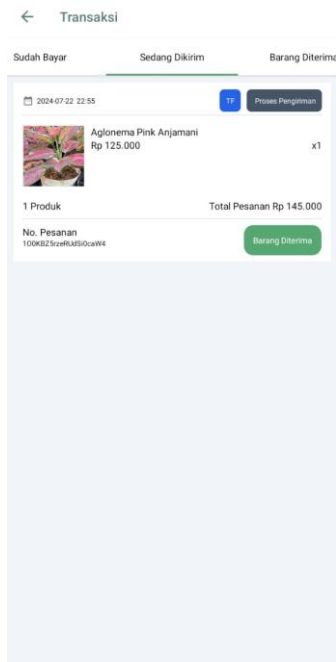 Transaksi
Sudah Bayar Sedang Dikirim Barang Diterima
2024-07-22 22:55 TF Proses Pengiriman
Aglonema Pink Anjamani
Rp 125.000 x1
1 Produk Total Pesanan Rp 145.000
No. Pesanan
100KBZ5rzeRUdSi0caW4 Barang Diterima